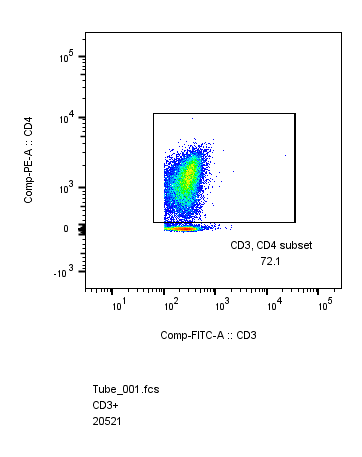 10^5
10^4
10^3
0
-10^3
Comp-PE-A :: CD4
CD3, CD4 subset
72.1
10^1 10^2 10^3 10^4 10^5
Comp-FITC-A :: CD3
Tube_001.fcs
CD3+
20521